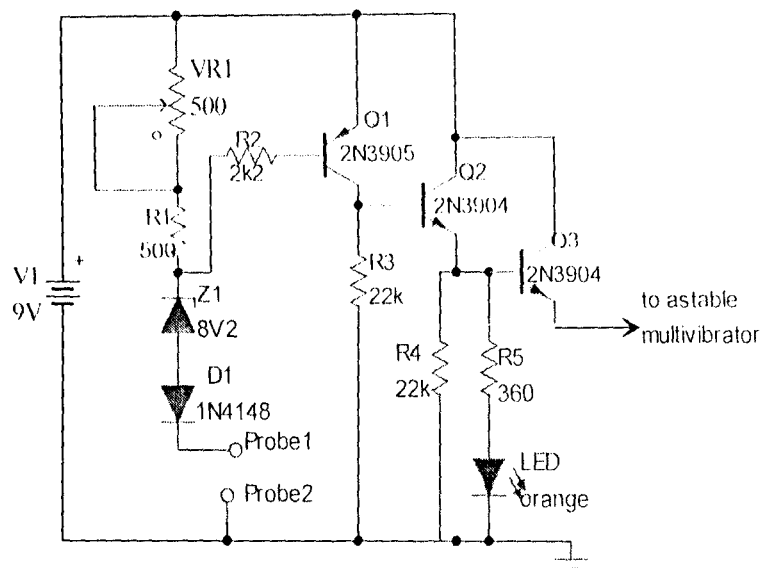 VR1
500
Q1
R2
2N3905
2k2
Q2
2N3904
R1
500
Q3
R3
2N3904
V1
+
22k
9V
Z1
8V2
to astable
multivibrator
R4
R5
22k
360
D1
1N4148
Probe1
LED
orange
Probe2